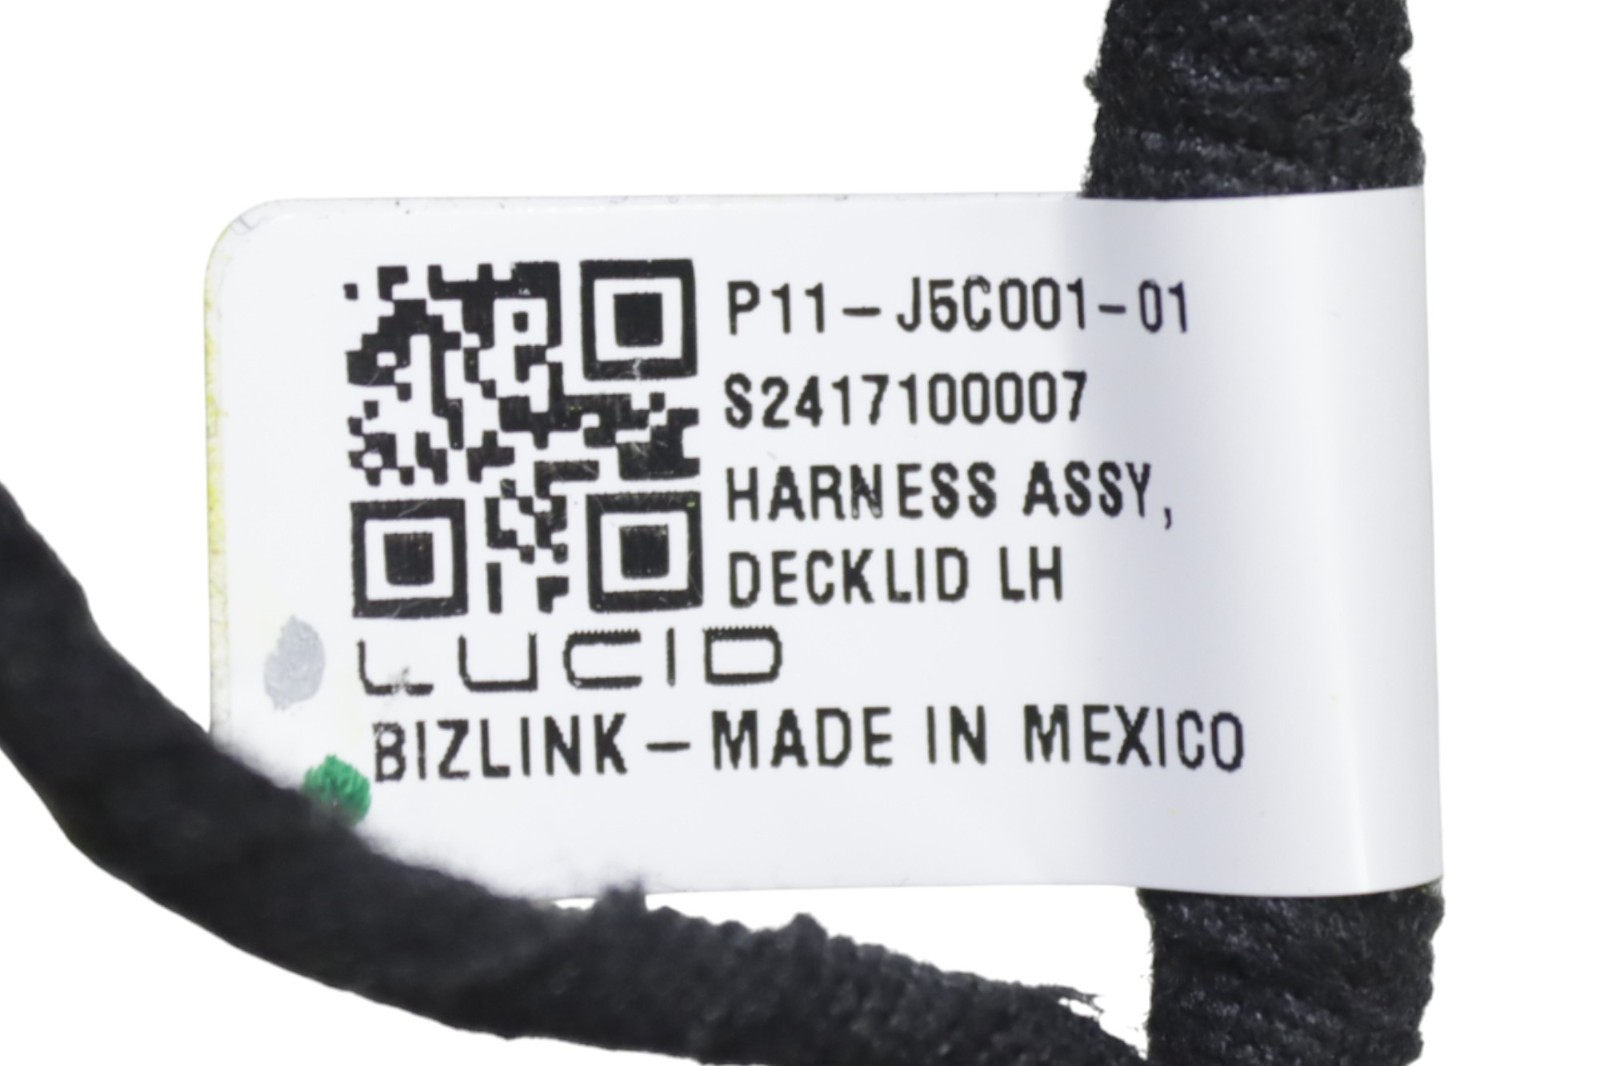 P11-J5C001-01
S2417100007
HARNESS ASSY,
DECKLID LH
LUCID
BIZLINK-MADE IN MEXICO